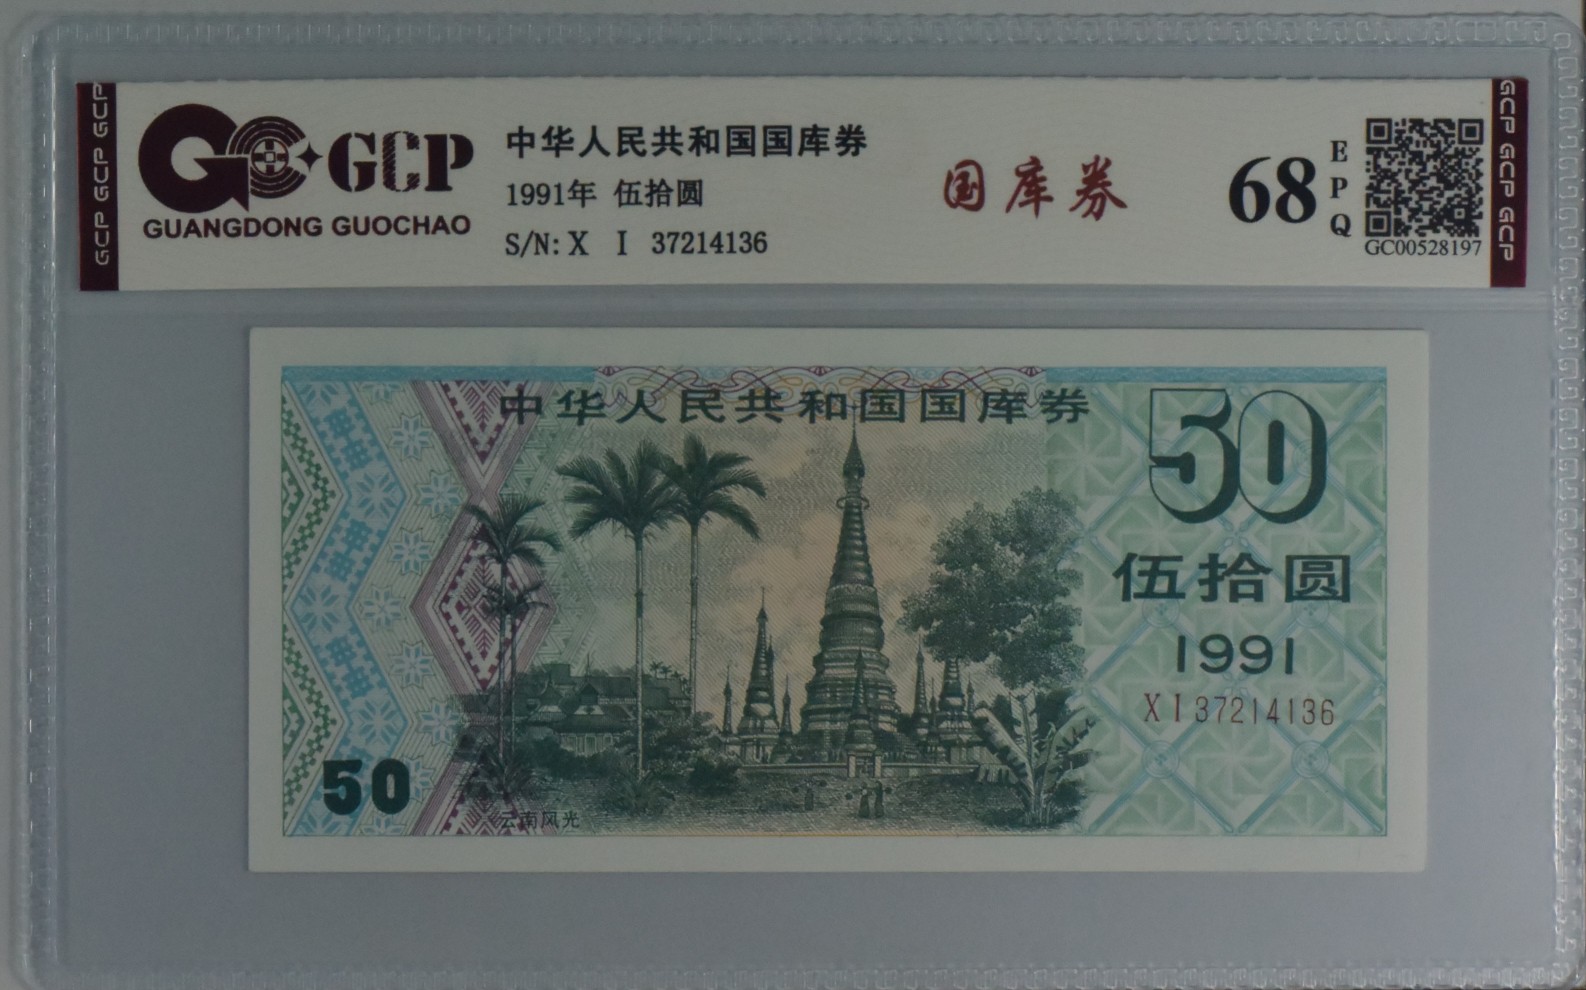 GCP GCP GCP
GCP
GUANGDONG GUOCHAO
中华人民共和国国库券
1991年 伍拾圆
S/N: X I 37214136
国库券
68
EPQ
GC00528197
GCP GCP GCP
中华人民共和国国库券
50
伍拾圆
1991
XI37214136
50
云南风光